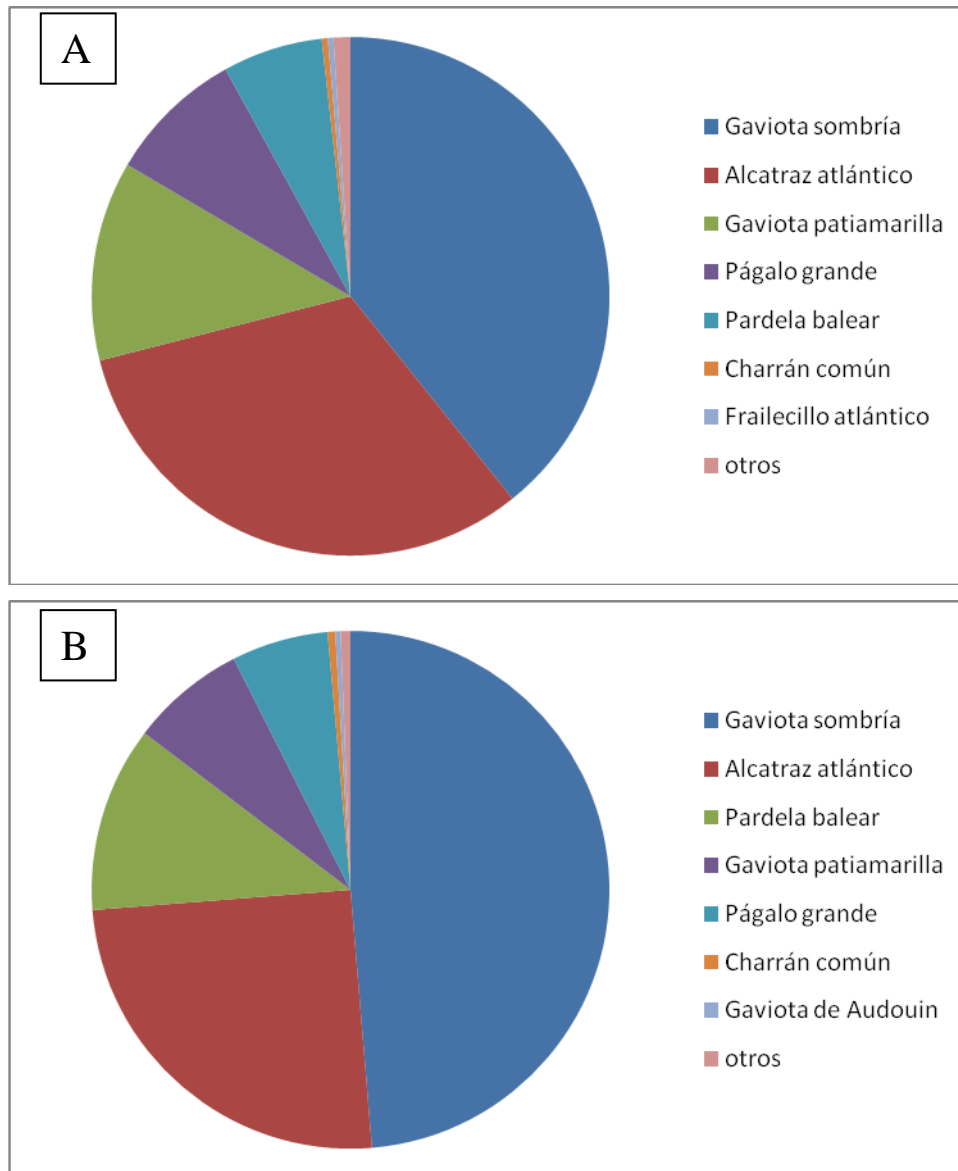 A
Gaviota sombría
Alcatraz atlántico
Gaviota patiamarilla
Págalo grande
Pardela balear
Charrán común
Frailecillo atlántico
otros
B
Gaviota sombría
Alcatraz atlántico
Pardela balear
Gaviota patiamarilla
Págalo grande
Charrán común
Gaviota de Audouin
otros